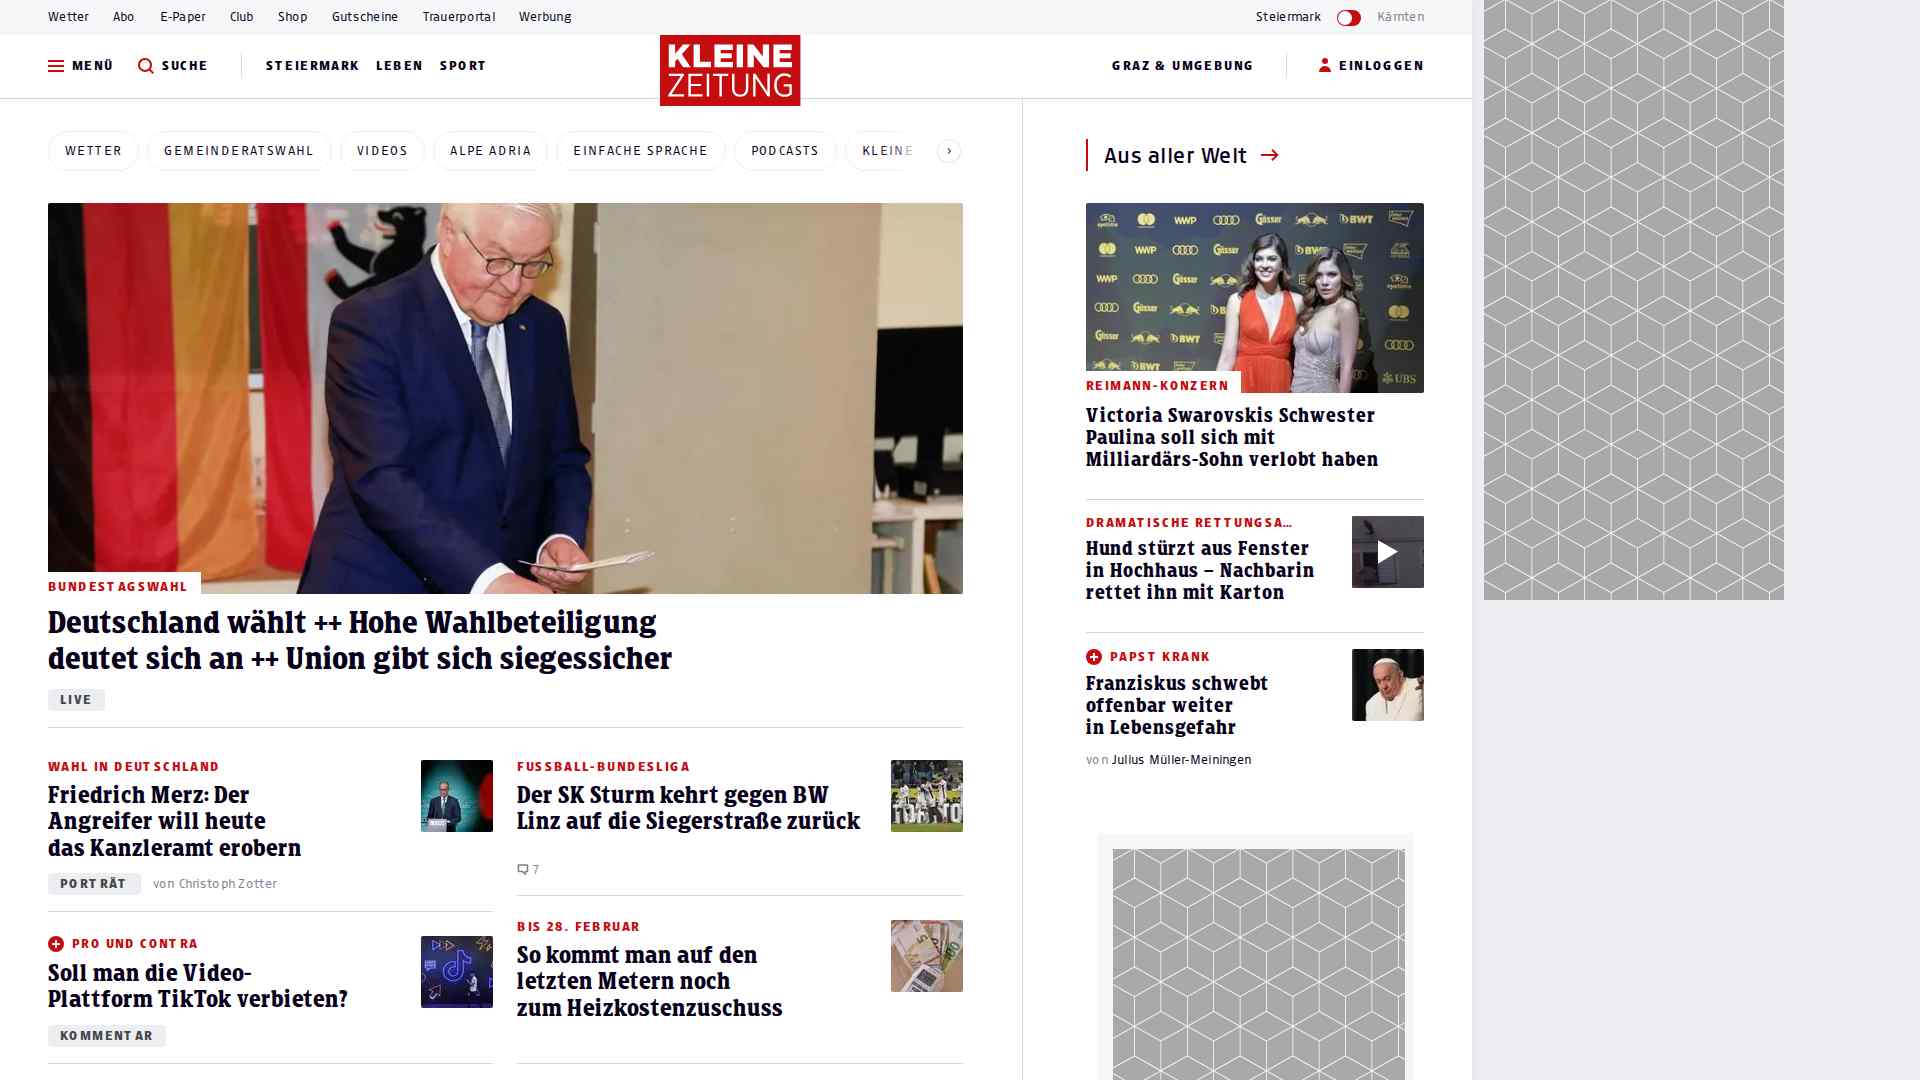 Wetter Abo E-Paper Club Shop Gutscheine Trauerportal Werbung
Steiermark Kärnten
MENÜ SUCHE STEIERMARK LEBEN SPORT
KLEINE
ZEITUNG
GRAZ & UMGEBUNG EINLOGGEN
WETTER GEMEINDERATSWAHL VIDEOS ALPE ADRIA EINFACHE SPRACHE PODCASTS KLEINE
BUNDESTAGSWAHL
Deutschland wählt ++ Hohe Wahlbeteiligung
deutet sich an ++ Union gibt sich siegessicher
LIVE
WAHL IN DEUTSCHLAND
Friedrich Merz: Der
Angreifer will heute
das Kanzleramt erobern
PORTRÄT von Christoph Zotter
PRO UND CONTRA
Soll man die Video-
Plattform TikTok verbieten?
KOMMENTAR
FUSSBALL-BUNDESLIGA
Der SK Sturm kehrt gegen BW
Linz auf die Siegerstraße zurück
7
BIS 28. FEBRUAR
So kommt man auf den
letzten Metern noch
zum Heizkostenzuschuss
Aus aller Welt
REIMANN-KONZERN
Victoria Swarovskis Schwester
Paulina soll sich mit
Milliardärs-Sohn verlobt haben
DRAMATISCHE RETTUNGSA...
Hund stürzt aus Fenster
in Hochhaus – Nachbarin
rettet ihn mit Karton
PAPST KRANK
Franziskus schwebt
offenbar weiter
in Lebensgefahr
von Julius Müller-Meiningen